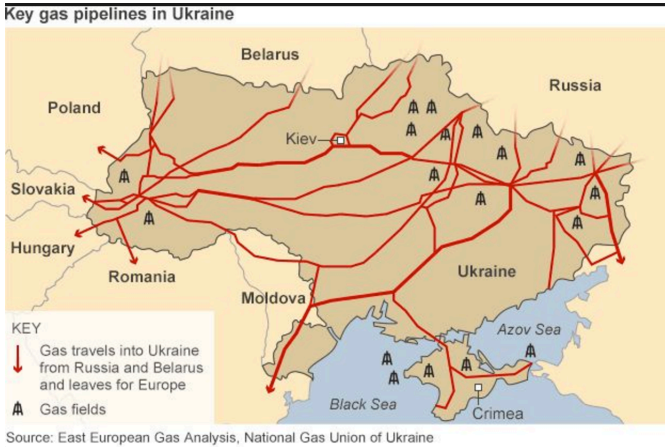 Key gas pipelines in Ukraine
Belarus
Russia
Poland
Kiev
Slovakia
Hungary
Romania
Ukraine
Moldova
Azov Sea
Black Sea
Crimea
KEY
Gas travels into Ukraine
from Russia and Belarus
and leaves for Europe
Gas fields
Source: East European Gas Analysis, National Gas Union of Ukraine